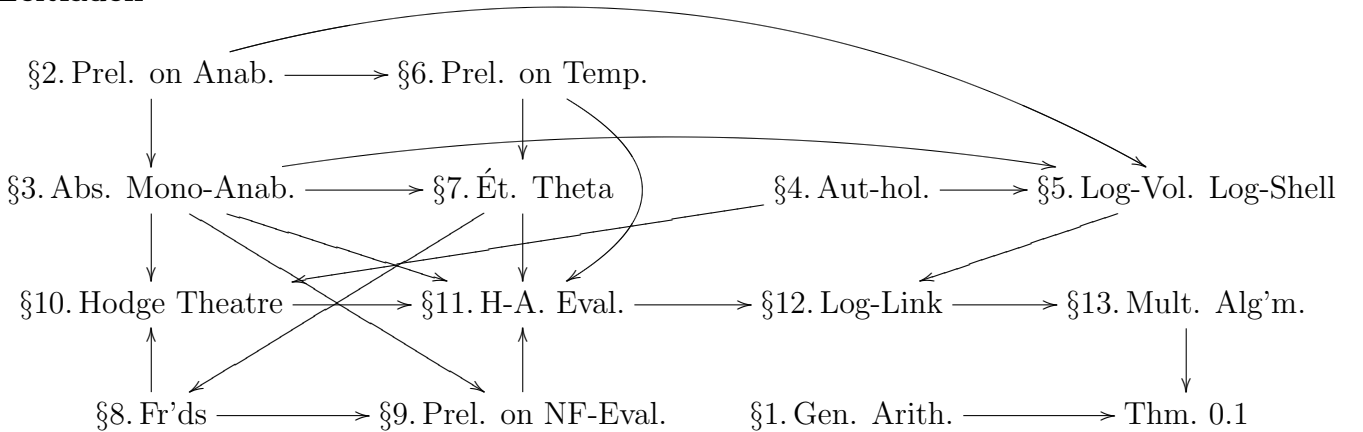 §2. Prel. on Anab. §6. Prel. on Temp.
§3. Abs. Mono-Anab. §7. Ét. Theta §4. Aut-hol. §5. Log-Vol. Log-Shell
§10. Hodge Theatre §11. H-A. Eval. §12. Log-Link §13. Mult. Alg'm.
§8. Fr'ds §9. Prel. on NF-Eval. §1. Gen. Arith. Thm. 0.1